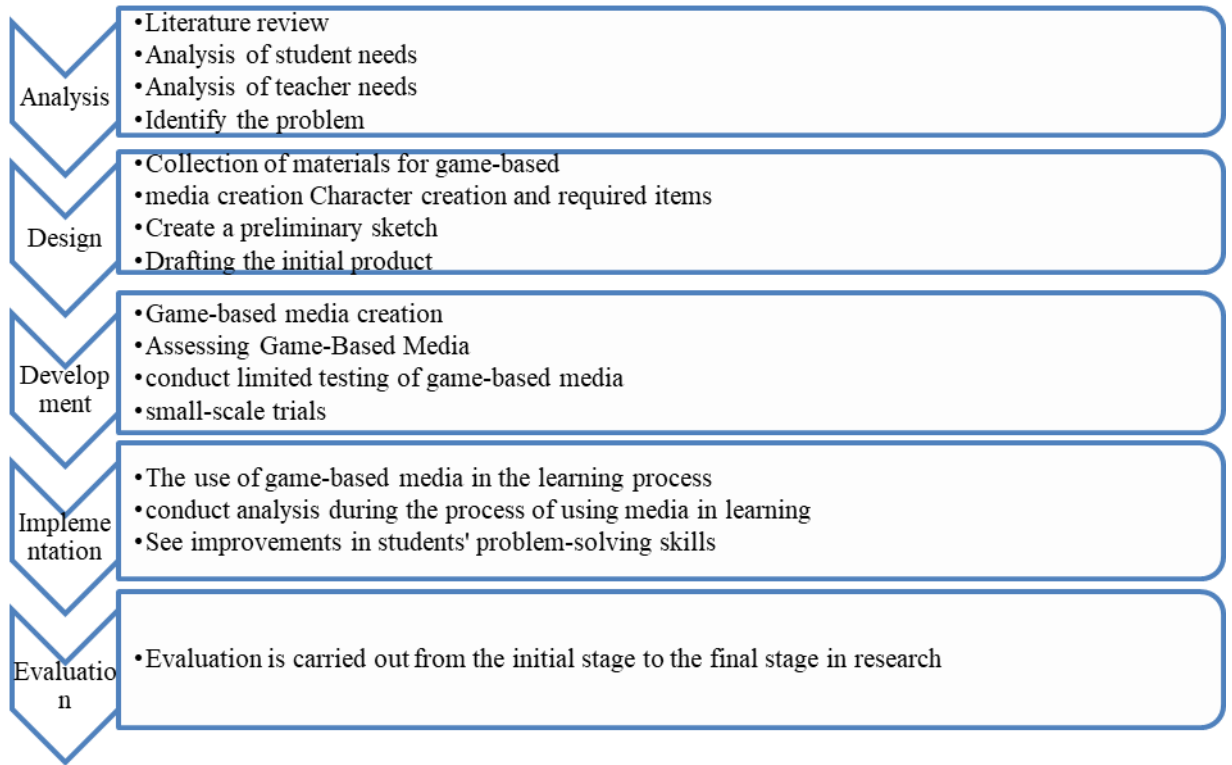 Analysis
•Literature review
•Analysis of student needs
•Analysis of teacher needs
•Identify the problem
Design
•Collection of materials for game-based
•media creation Character creation and required items
•Create a preliminary sketch
•Drafting the initial product
Develop
ment
•Game-based media creation
•Assessing Game-Based Media
•conduct limited testing of game-based media
•small-scale trials
Impleme
ntation
•The use of game-based media in the learning process
•conduct analysis during the process of using media in learning
•See improvements in students' problem-solving skills
Evaluatio
n
•Evaluation is carried out from the initial stage to the final stage in research